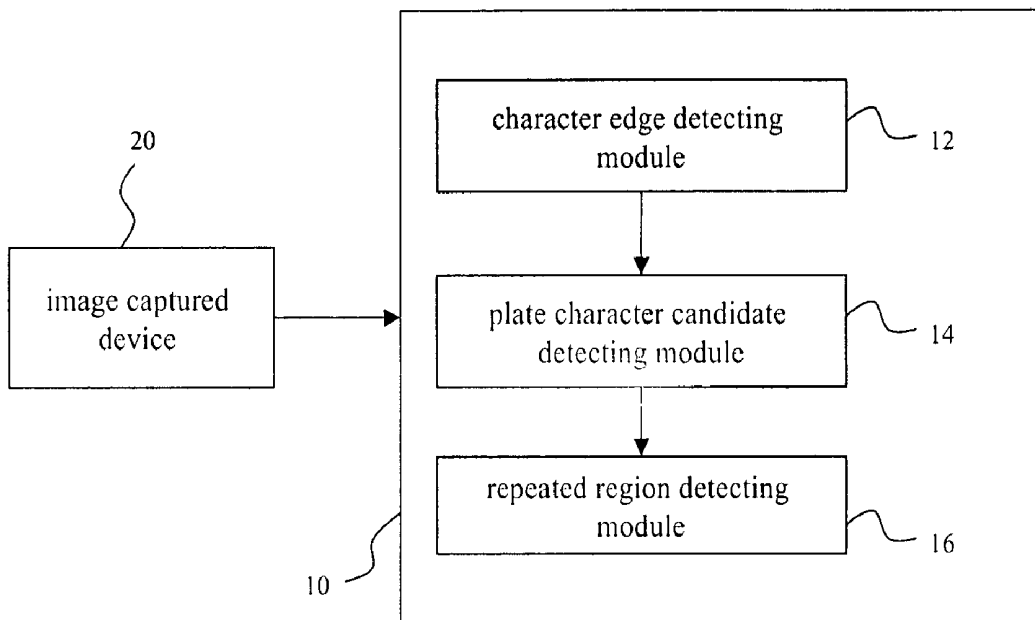 character edge detecting
module
12
20
image captured
device
plate character candidate
detecting module
14
repeated region detecting
module
16
10